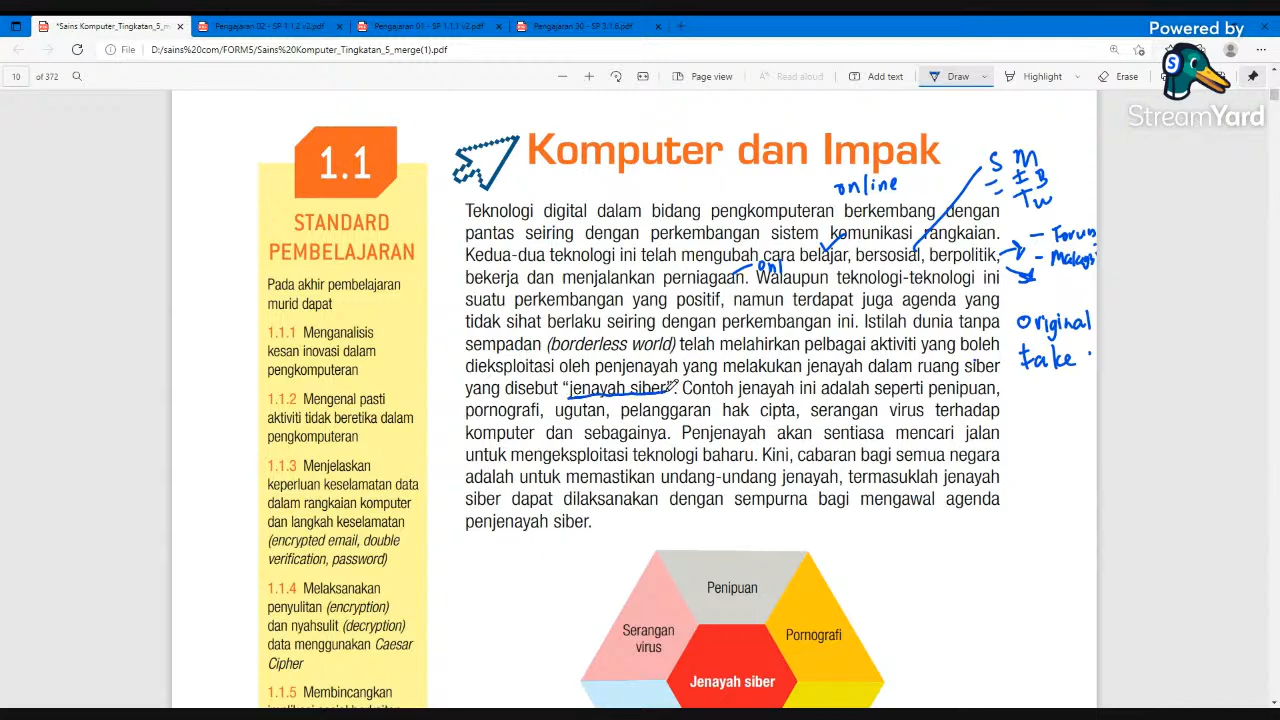 *Sains Komputer_Tingkatan_5_m
Pengajaran 02 - SP 1.1.2 v2.pdf
Pengajaran 01 - SP 1.1.1 v2.pdf
Pengajaran 30 - SP 3.1.6.pdf
Powered by
StreamYard
File
D:/sains%20com/FORM5/Sains%20Komputer_Tingkatan_5_merge(1).pdf
10
of 372
Page view
Read aloud
Add text
Draw
Highlight
Erase
1.1
STANDARD
PEMBELAJARAN
Pada akhir pembelajaran
murid dapat
1.1.1 Menganalisis
kesan inovasi dalam
pengkomputeran
1.1.2 Mengenal pasti
aktiviti tidak beretika dalam
pengkomputeran
1.1.3 Menjelaskan
keperluan keselamatan data
dalam rangkaian komputer
dan langkah keselamatan
(encrypted email, double
verification, password)
1.1.4 Melaksanakan
penyulitan (encryption)
dan nyahsulit (decryption)
data menggunakan Caesar
Cipher
1.1.5 Membincangkan
Komputer dan Impak
online
Teknologi digital dalam bidang pengkomputeran berkembang dengan
pantas seiring dengan perkembangan sistem komunikasi rangkaian.
Kedua-dua teknologi ini telah mengubah cara belajar, bersosial, berpolitik,
onl
bekerja dan menjalankan perniagaan. Walaupun teknologi-teknologi ini
suatu perkembangan yang positif, namun terdapat juga agenda yang
tidak sihat berlaku seiring dengan perkembangan ini. Istilah dunia tanpa
sempadan (borderless world) telah melahirkan pelbagai aktiviti yang boleh
dieksploitasi oleh penjenayah yang melakukan jenayah dalam ruang siber
yang disebut “jenayah siber”. Contoh jenayah ini adalah seperti penipuan,
pornografi, ugutan, pelanggaran hak cipta, serangan virus terhadap
komputer dan sebagainya. Penjenayah akan sentiasa mencari jalan
untuk mengeksploitasi teknologi baharu. Kini, cabaran bagi semua negara
adalah untuk memastikan undang-undang jenayah, termasuklah jenayah
siber dapat dilaksanakan dengan sempurna bagi mengawal agenda
penjenayah siber.
S M
Tw
- Forum
Original
Penipuan
Serangan
virus
Pornografi
Jenayah siber